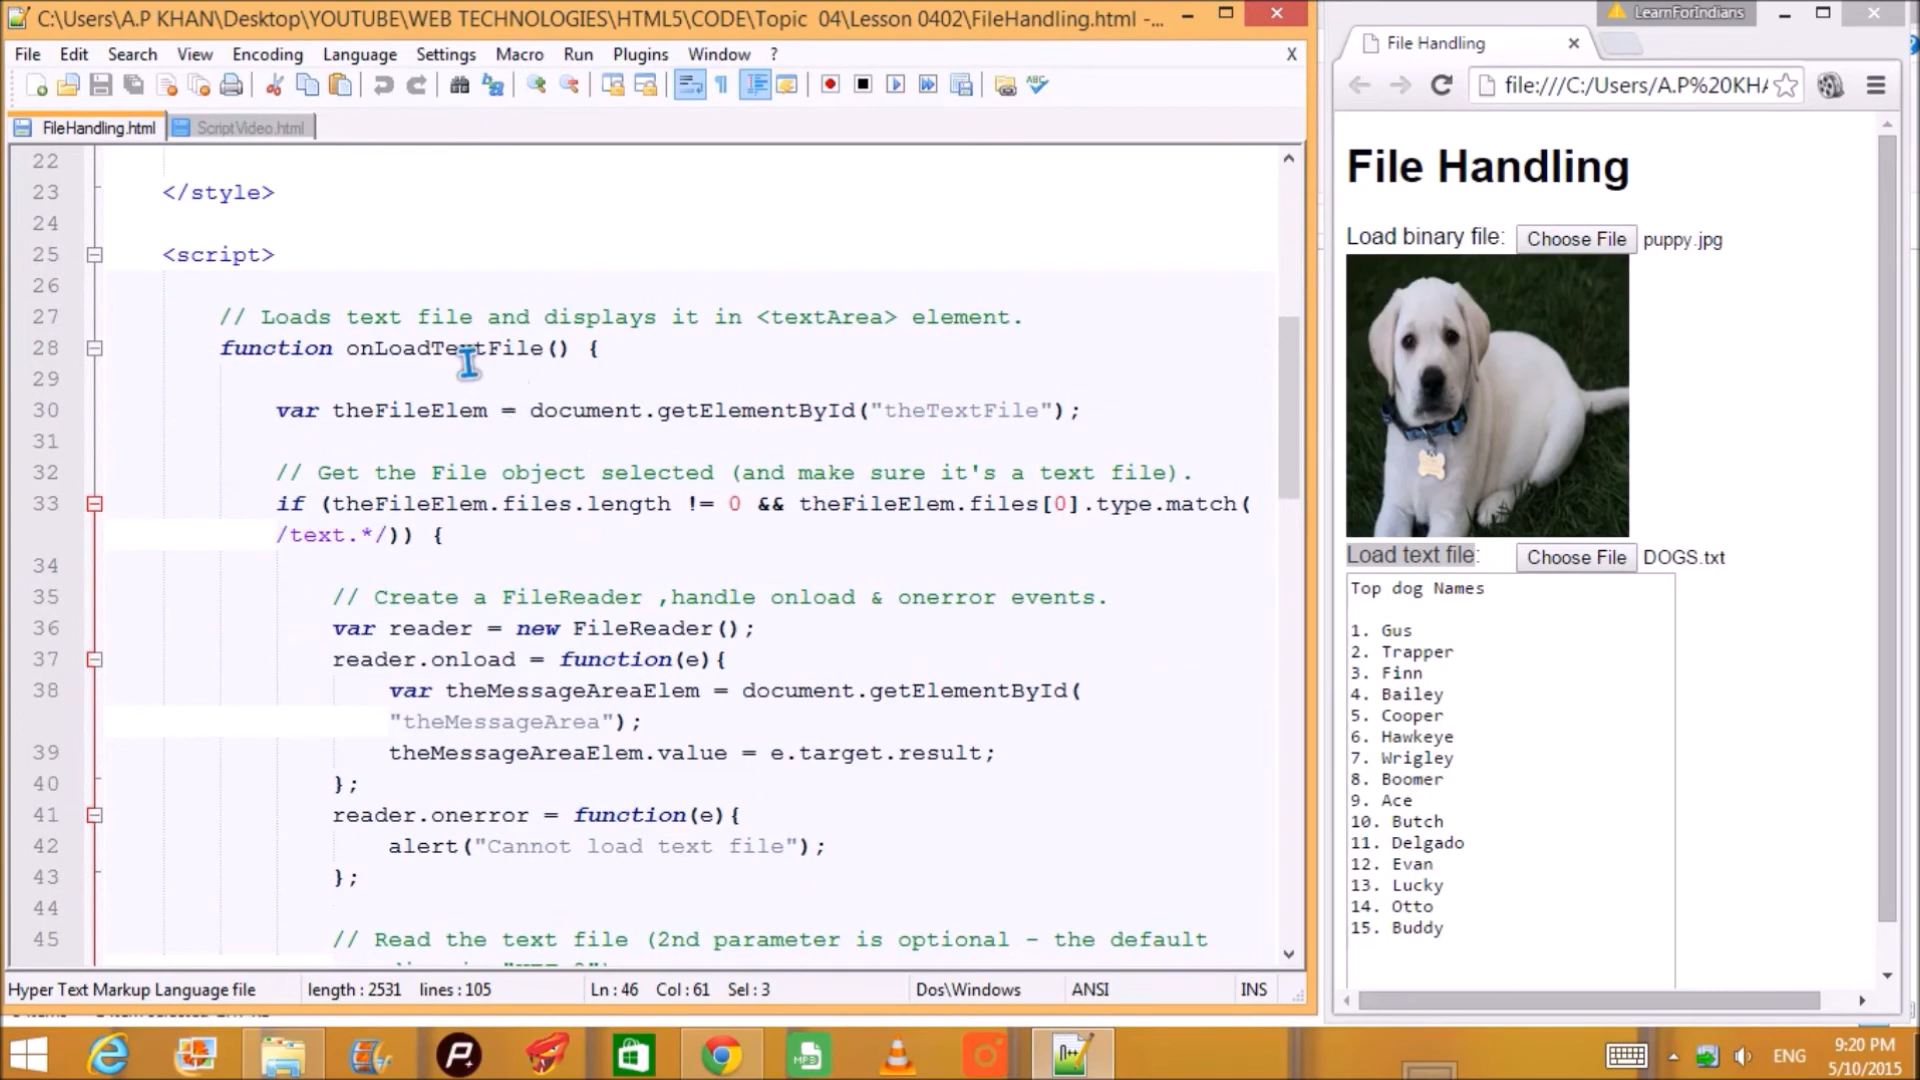 C:\Users\A.P KHAN\Desktop\YOUTUBE\WEB TECHNOLOGIES\HTML5\CODE\Topic  04\Lesson 0402\FileHandling.html -...
File Edit Search View Encoding Language Settings Macro Run Plugins Window ? X
FileHandling.html ScriptVideo.html
22
23 </style>
24
25 <script>
26
27 // Loads text file and displays it in <textArea> element.
28 function onLoadTextFile() {
29
30 var theFileElem = document.getElementById("theTextFile");
31
32 // Get the File object selected (and make sure it's a text file).
33 if (theFileElem.files.length != 0 && theFileElem.files[0].type.match(
/text.*/)) {
34
35 // Create a FileReader ,handle onload & onerror events.
36 var reader = new FileReader();
37 reader.onload = function(e){
38 var theMessageAreaElem = document.getElementById(
"theMessageArea");
39 theMessageAreaElem.value = e.target.result;
40 };
41 reader.onerror = function(e){
42 alert("Cannot load text file");
43 };
44
45 // Read the text file (2nd parameter is optional - the default
Hyper Text Markup Language file length : 2531 lines : 105 Ln : 46 Col : 61 Sel : 3 Dos\Windows ANSI INS
LearnForIndians
File Handling
file:///C:/Users/A.P%20KHA
File Handling
Load binary file: Choose File puppy.jpg
Load text file: Choose File DOGS.txt
Top dog Names
1. Gus
2. Trapper
3. Finn
4. Bailey
5. Cooper
6. Hawkeye
7. Wrigley
8. Boomer
9. Ace
10. Butch
11. Delgado
12. Evan
13. Lucky
14. Otto
15. Buddy
MP3
ENG
9:20 PM
5/10/2015